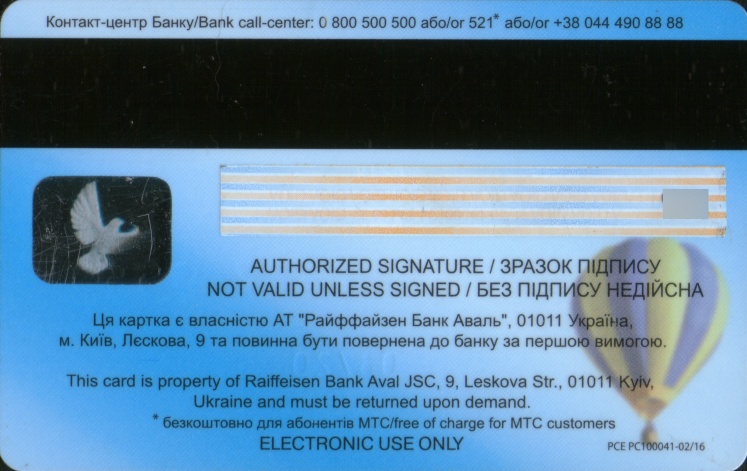 Контакт-центр Банку/Bank call-center: 0 800 500 500 або/or 521* або/or +38 044 490 88 88
AUTHORIZED SIGNATURE / ЗРАЗОК ПІДПИСУ
NOT VALID UNLESS SIGNED / БЕЗ ПІДПИСУ НЕДІЙСНА
Ця картка є власністю АТ "Райффайзен Банк Аваль", 01011 Україна,
м. Київ, Лєскова, 9 та повинна бути повернена до банку за першою вимогою.
This card is property of Raiffeisen Bank Aval JSC, 9, Leskova Str., 01011 Kyiv,
Ukraine and must be returned upon demand.
* безкоштовно для абонентів МТС/free of charge for MTC customers
ELECTRONIC USE ONLY
PCE PC100041-02/16